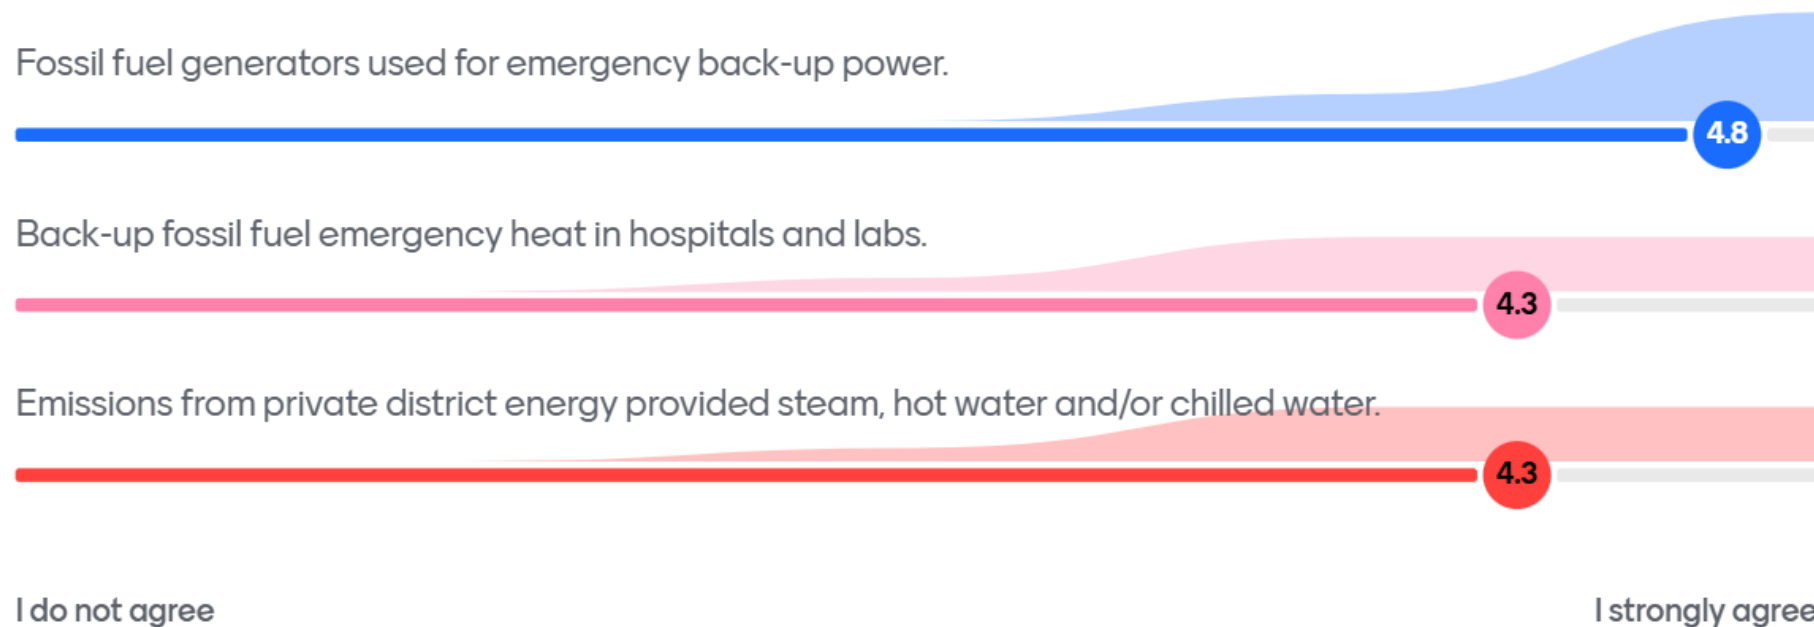 Fossil fuel generators used for emergency back-up power.
4.8
Back-up fossil fuel emergency heat in hospitals and labs.
4.3
Emissions from private district energy provided steam, hot water and/or chilled water.
4.3
I do not agree
I strongly agree